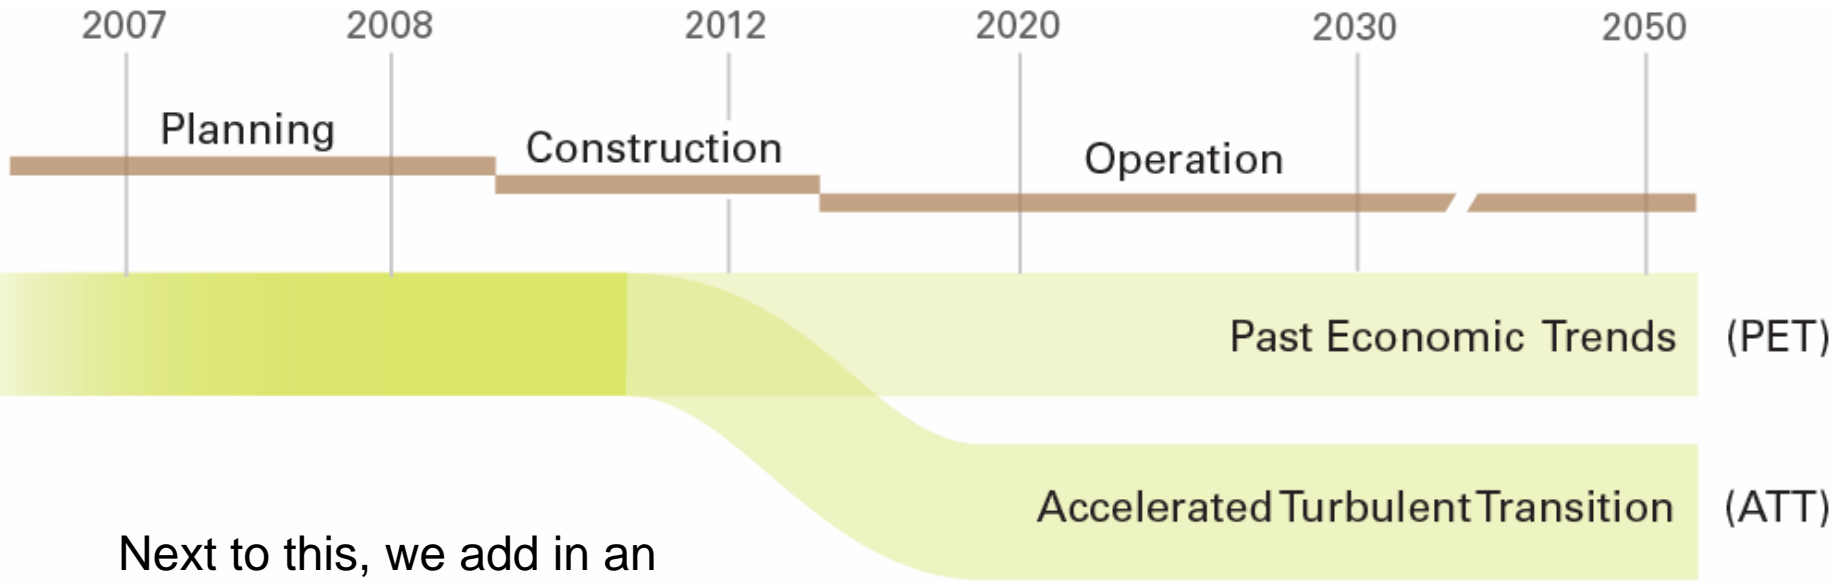 2007 2008 2012 2020 2030 2050
Planning
Construction
Operation
Past Economic Trends (PET)
Accelerated Turbulent Transition (ATT)
Next to this, we add in an